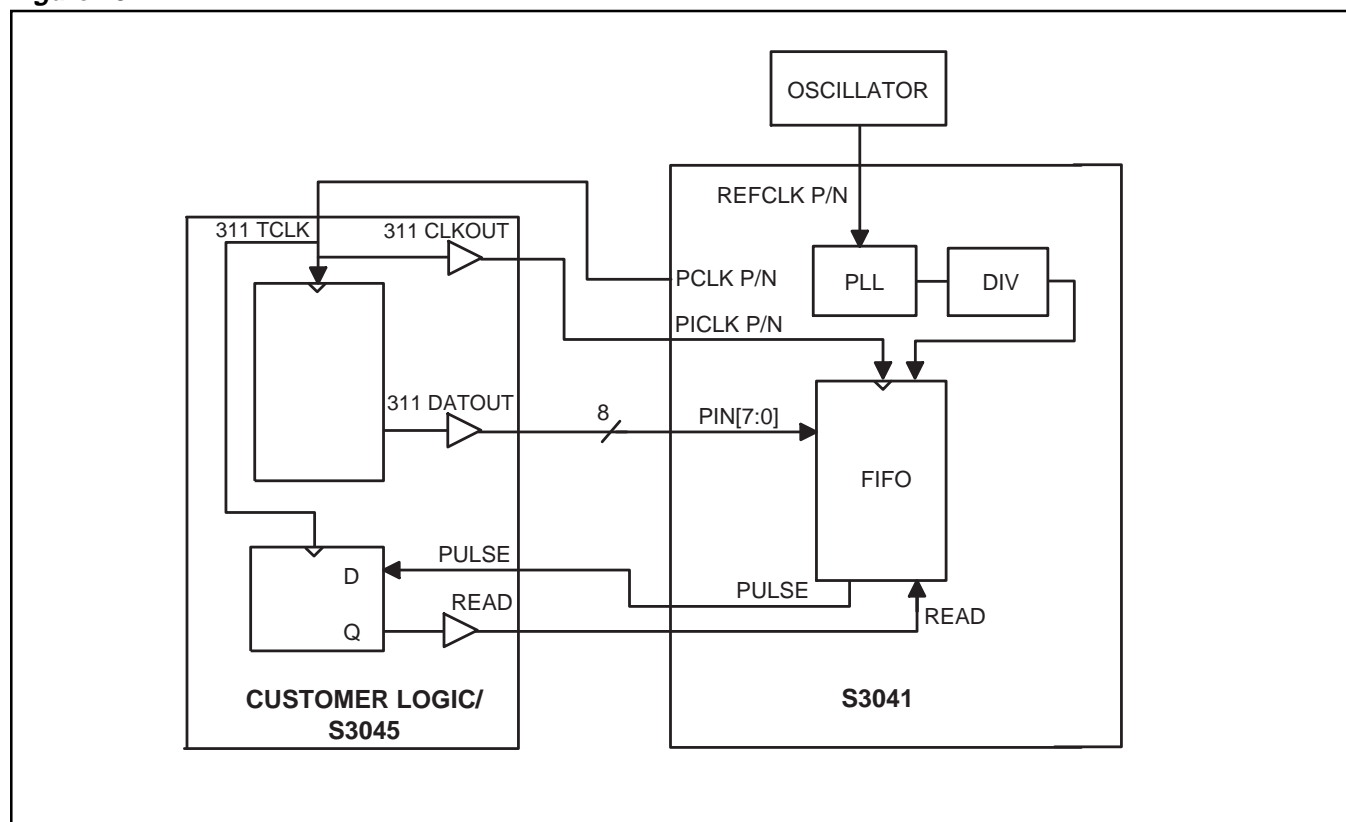 OSCILLATOR
REFCLK P/N
311 TCLK
311 CLKOUT
PCLK P/N
PLL
DIV
PICLK P/N
311 DATOUT
8
PIN[7:0]
FIFO
PULSE
D
PULSE
READ
READ
Q
CUSTOMER LOGIC/
S3045
S3041